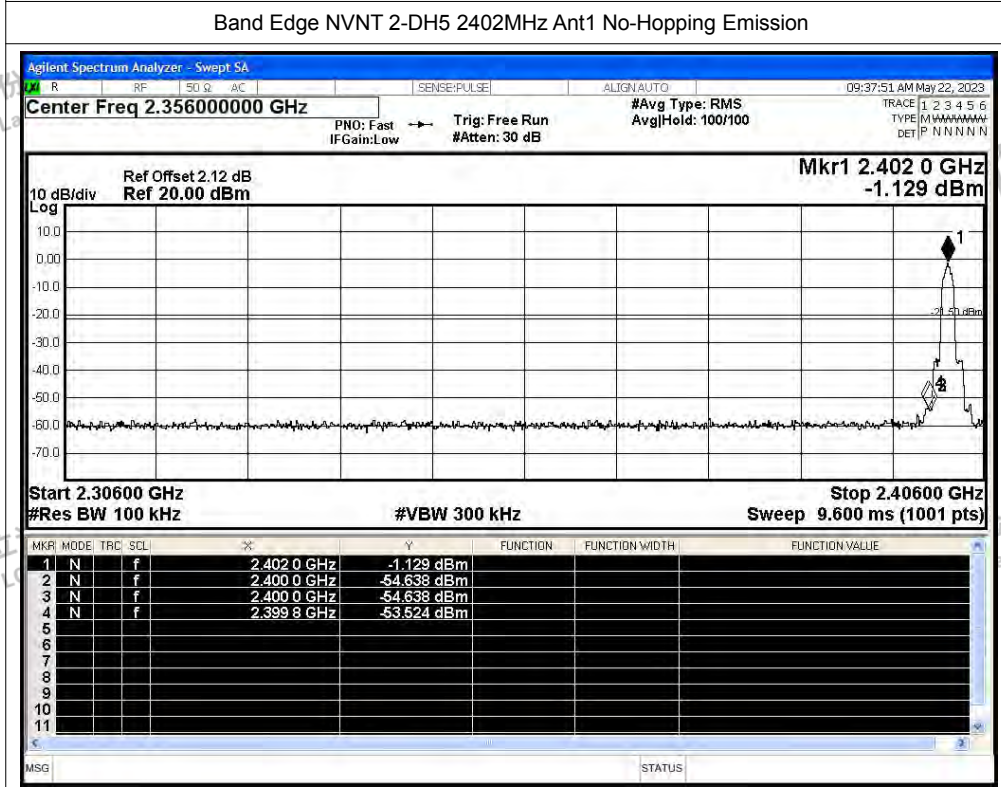 Band Edge NVNT 2-DH5 2402MHz Ant1 No-Hopping Emission
Agilent Spectrum Analyzer - Swept SA
R RF 50 Ω AC SENSE:PULSE ALIGN AUTO 09:37:51 AM May 22, 2023
Center Freq 2.356000000 GHz #Avg Type: RMS TRACE 1 2 3 4 5 6
PNO: Fast Trig: Free Run Avg|Hold: 100/100 TYPE M WWWWW
IFGain:Low #Atten: 30 dB DET P N N N N N
Mkr1 2.402 0 GHz
Ref Offset 2.12 dB
10 dB/div Ref 20.00 dBm -1.129 dBm
Log
10.0
1
0.00
-10.0
-20.0
-21.50 dBm
-30.0
-40.0
-50.0
-60.0
-70.0
Start 2.30600 GHz Stop 2.40600 GHz
#Res BW 100 kHz #VBW 300 kHz Sweep 9.600 ms (1001 pts)
MKR MODE TRC SCL X Y FUNCTION FUNCTION WIDTH FUNCTION VALUE
1 N f 2.402 0 GHz -1.129 dBm
2 N f 2.400 0 GHz -54.638 dBm
3 N f 2.400 0 GHz -54.638 dBm
4 N f 2.399 8 GHz -53.524 dBm
5
6
7
8
9
10
11
MSG STATUS